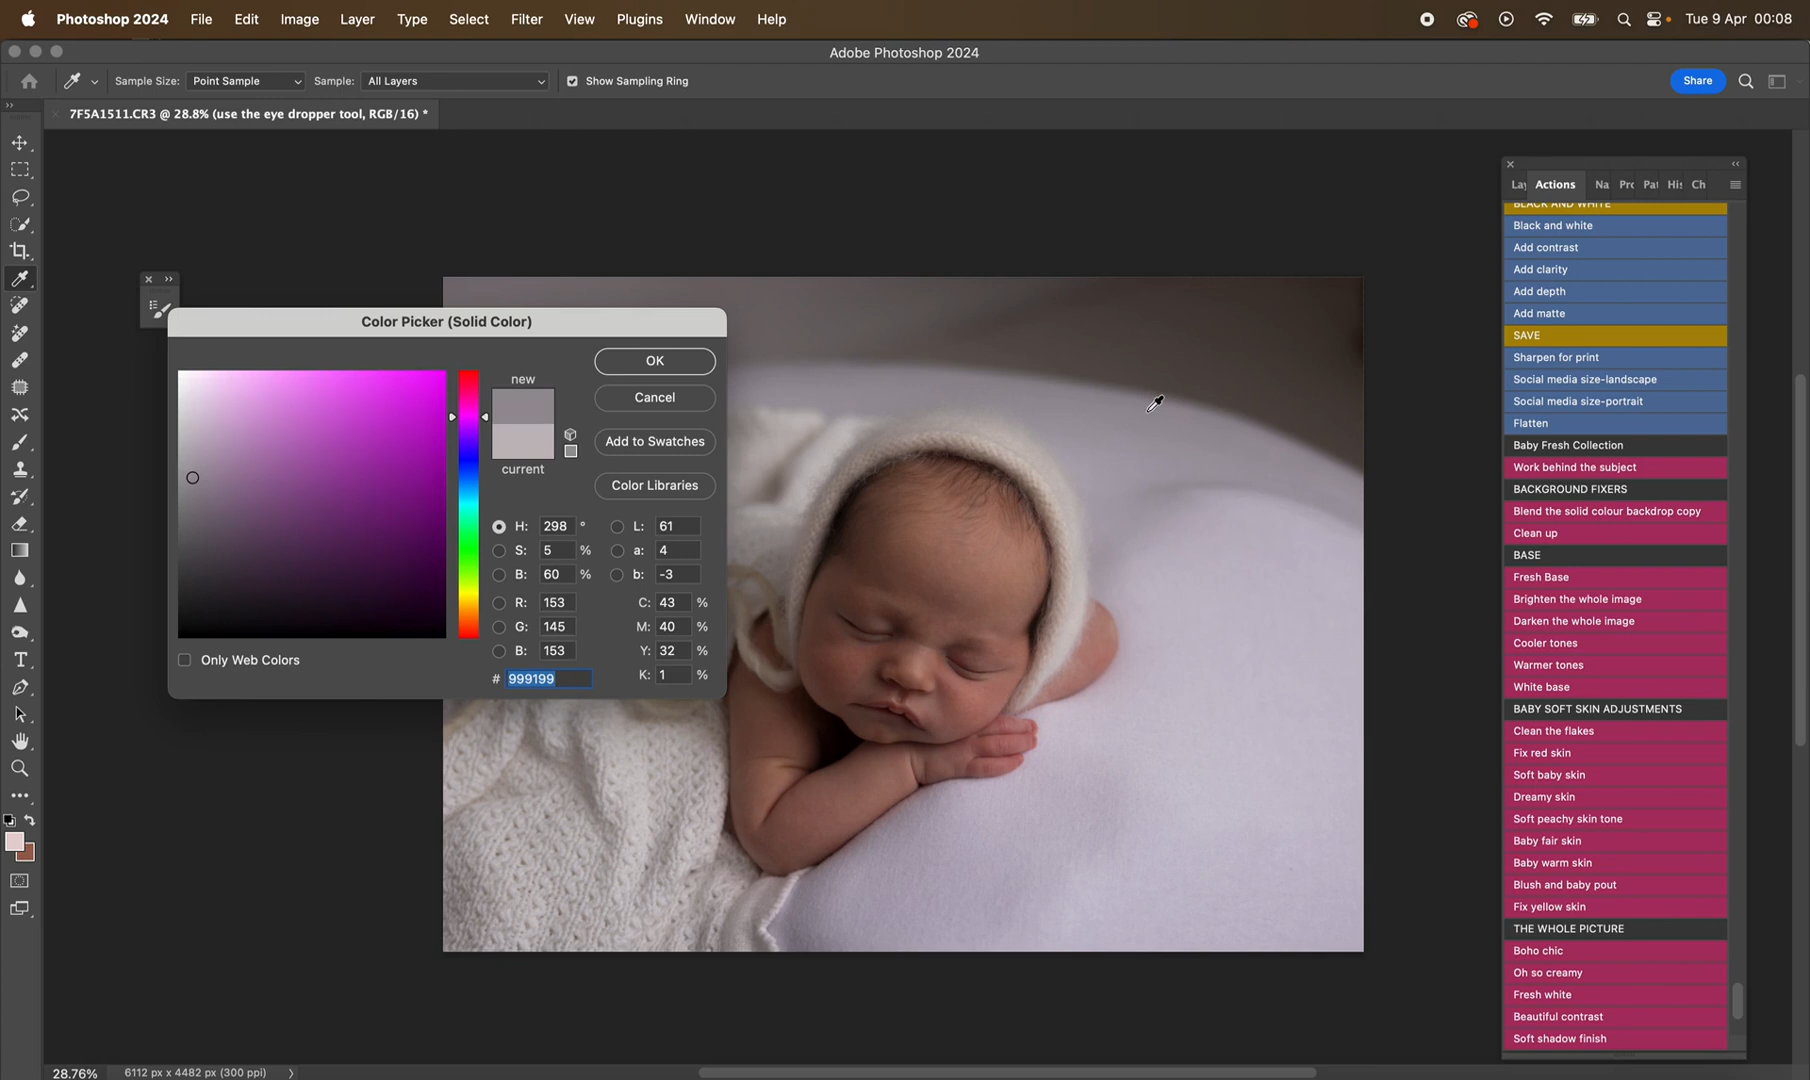 Photoshop 2024 File Edit Image Layer Type Select Filter View Plugins Window Help Tue 9 Apr 00:08
Adobe Photoshop 2024
Sample Size: Point Sample Sample: All Layers Show Sampling Ring Share
7F5A1511.CR3 @ 28.8% (use the eye dropper tool, RGB/16) *
Color Picker (Solid Color)
new
current
OK
Cancel
Add to Swatches
Color Libraries
H: 298 ° L: 61
S: 5 % a: 4
B: 60 % b: -3
R: 153 C: 43 %
G: 145 M: 40 %
B: 153 Y: 32 %
# 999199 K: 1 %
Only Web Colors
Lay Actions Na Pro Pat His Ch
BLACK AND WHITE
Black and white
Add contrast
Add clarity
Add depth
Add matte
SAVE
Sharpen for print
Social media size-landscape
Social media size-portrait
Flatten
Baby Fresh Collection
Work behind the subject
BACKGROUND FIXERS
Blend the solid colour backdrop copy
Clean up
BASE
Fresh Base
Brighten the whole image
Darken the whole image
Cooler tones
Warmer tones
White base
BABY SOFT SKIN ADJUSTMENTS
Clean the flakes
Fix red skin
Soft baby skin
Dreamy skin
Soft peachy skin tone
Baby fair skin
Baby warm skin
Blush and baby pout
Fix yellow skin
THE WHOLE PICTURE
Boho chic
Oh so creamy
Fresh white
Beautiful contrast
Soft shadow finish
28.76% 6112 px x 4482 px (300 ppi)